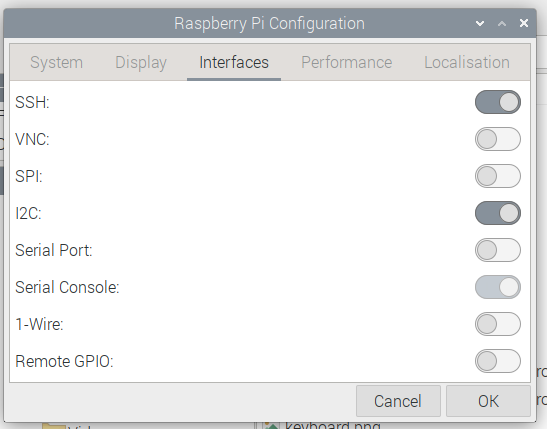 Raspberry Pi Configuration
System Display Interfaces Performance Localisation
SSH:
VNC:
SPI:
I2C:
Serial Port:
Serial Console:
1-Wire:
Remote GPIO:
Cancel OK
keyboard.png